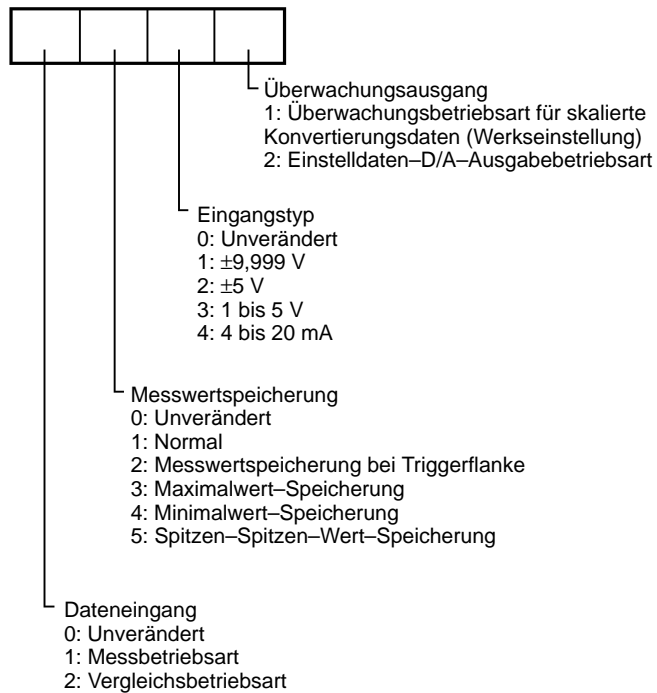 Überwachungsausgang
1: Überwachungsbetriebsart für skalierte
Konvertierungsdaten (Werkseinstellung)
2: Einstelldaten–D/A–Ausgabebetriebsart
Eingangstyp
0: Unverändert
1: ±9,999 V
2: ±5 V
3: 1 bis 5 V
4: 4 bis 20 mA
Messwertspeicherung
0: Unverändert
1: Normal
2: Messwertspeicherung bei Triggerflanke
3: Maximalwert–Speicherung
4: Minimalwert–Speicherung
5: Spitzen–Spitzen–Wert–Speicherung
Dateneingang
0: Unverändert
1: Messbetriebsart
2: Vergleichsbetriebsart